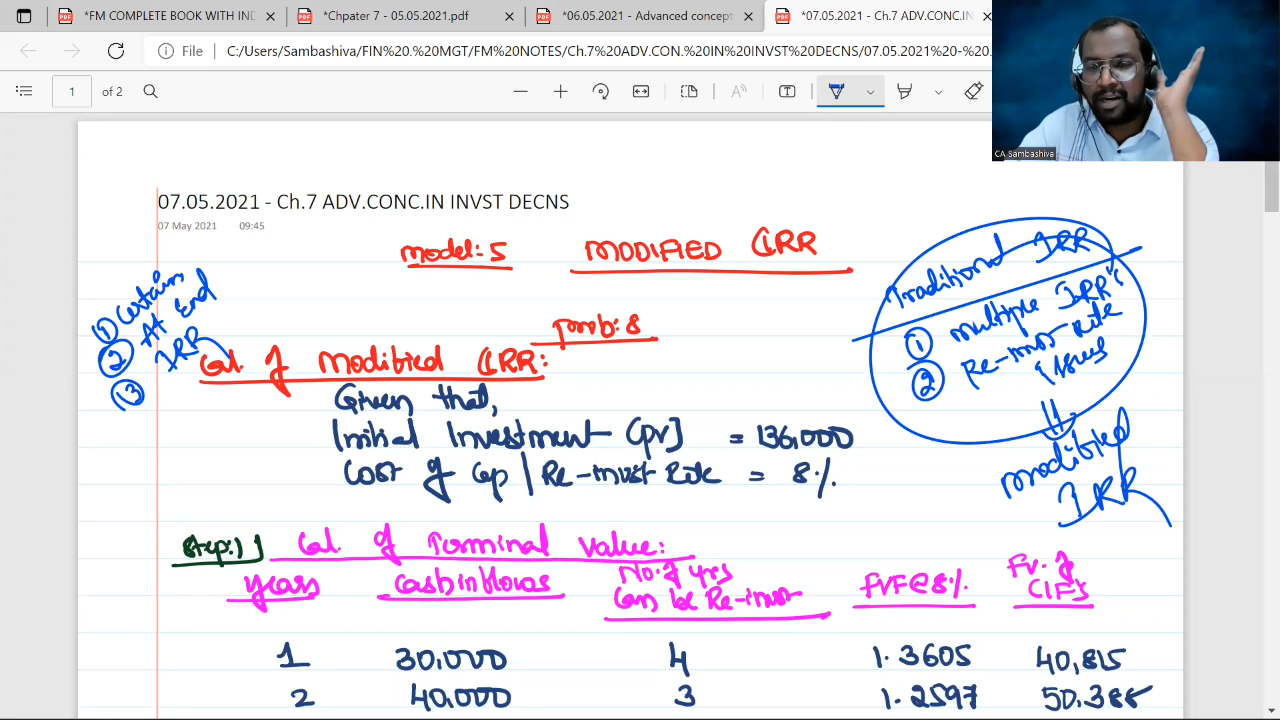 *FM COMPLETE BOOK WITH IND
*Chpater 7 - 05.05.2021.pdf
*06.05.2021 - Advanced concept
*07.05.2021 - Ch.7 ADV.CONC.IN
File C:/Users/Sambashiva/FIN%20.%20MGT/FM%20NOTES/Ch.7%20ADV.CON.%20IN%20INVST%20DECNS/07.05.2021%20-%20.
1 of 2
CA Sambashiva
07.05.2021 - Ch.7 ADV.CONC.IN INVST DECNS
07 May 2021 09:45
model:5 MODIFIED IRR
Traditional IRR
① multiple IRR's
② Re-invst Rate
issues
modified
IRR
① Certain
② At End
③ IRR
prob:8
Cal. of Modified IRR:
Given that,
Initial Investment (PV) = 136,000
Cost of Cap / Re-invst Rate = 8%
Step:1] Cal. of Terminal Value:
years Cash inflows No. of yrs can be Re-invst FVF@8% Fv. of CIF's
1 30,000 4 1.3605 40,815
2 40,000 3 1.2597 50,388